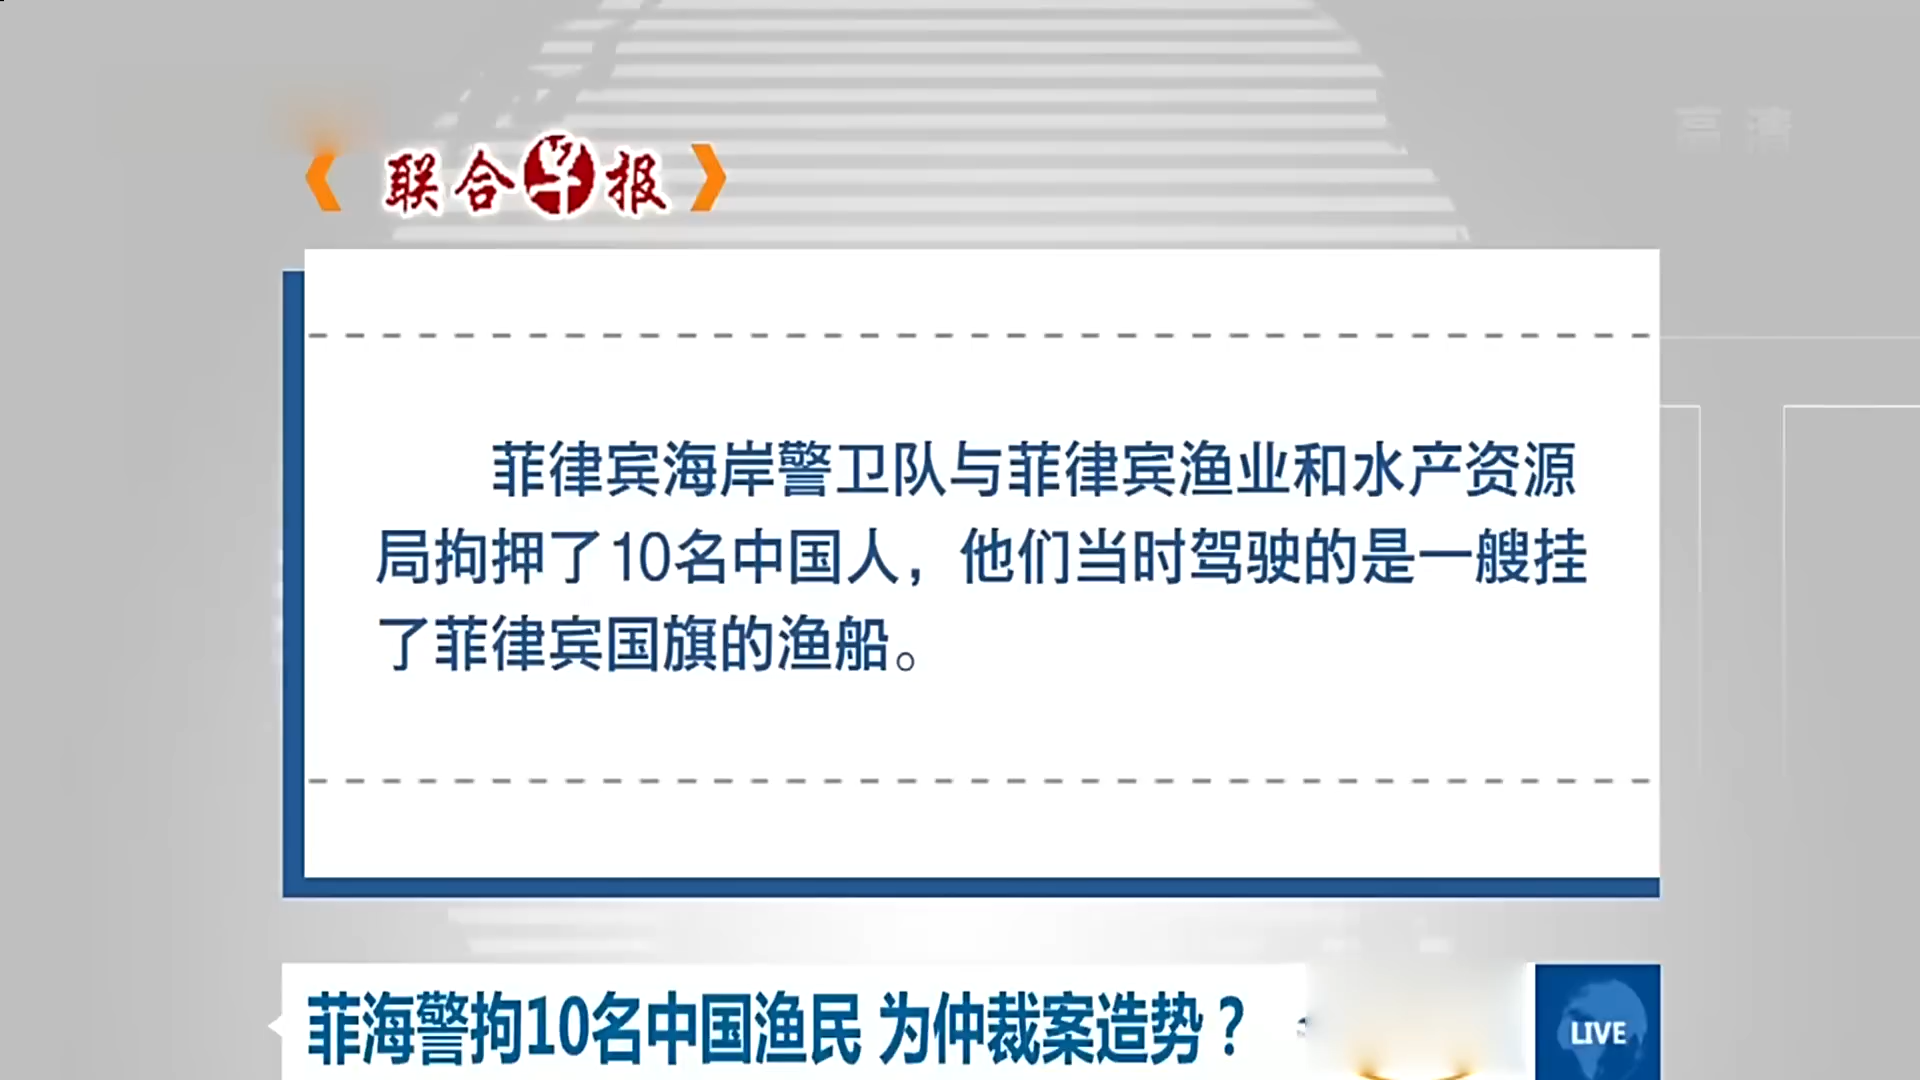 高清
联合早报
菲律宾海岸警卫队与菲律宾渔业和水产资源
局拘押了10名中国人，他们当时驾驶的是一艘挂
了菲律宾国旗的渔船。
菲海警拘10名中国渔民 为仲裁案造势？
LIVE